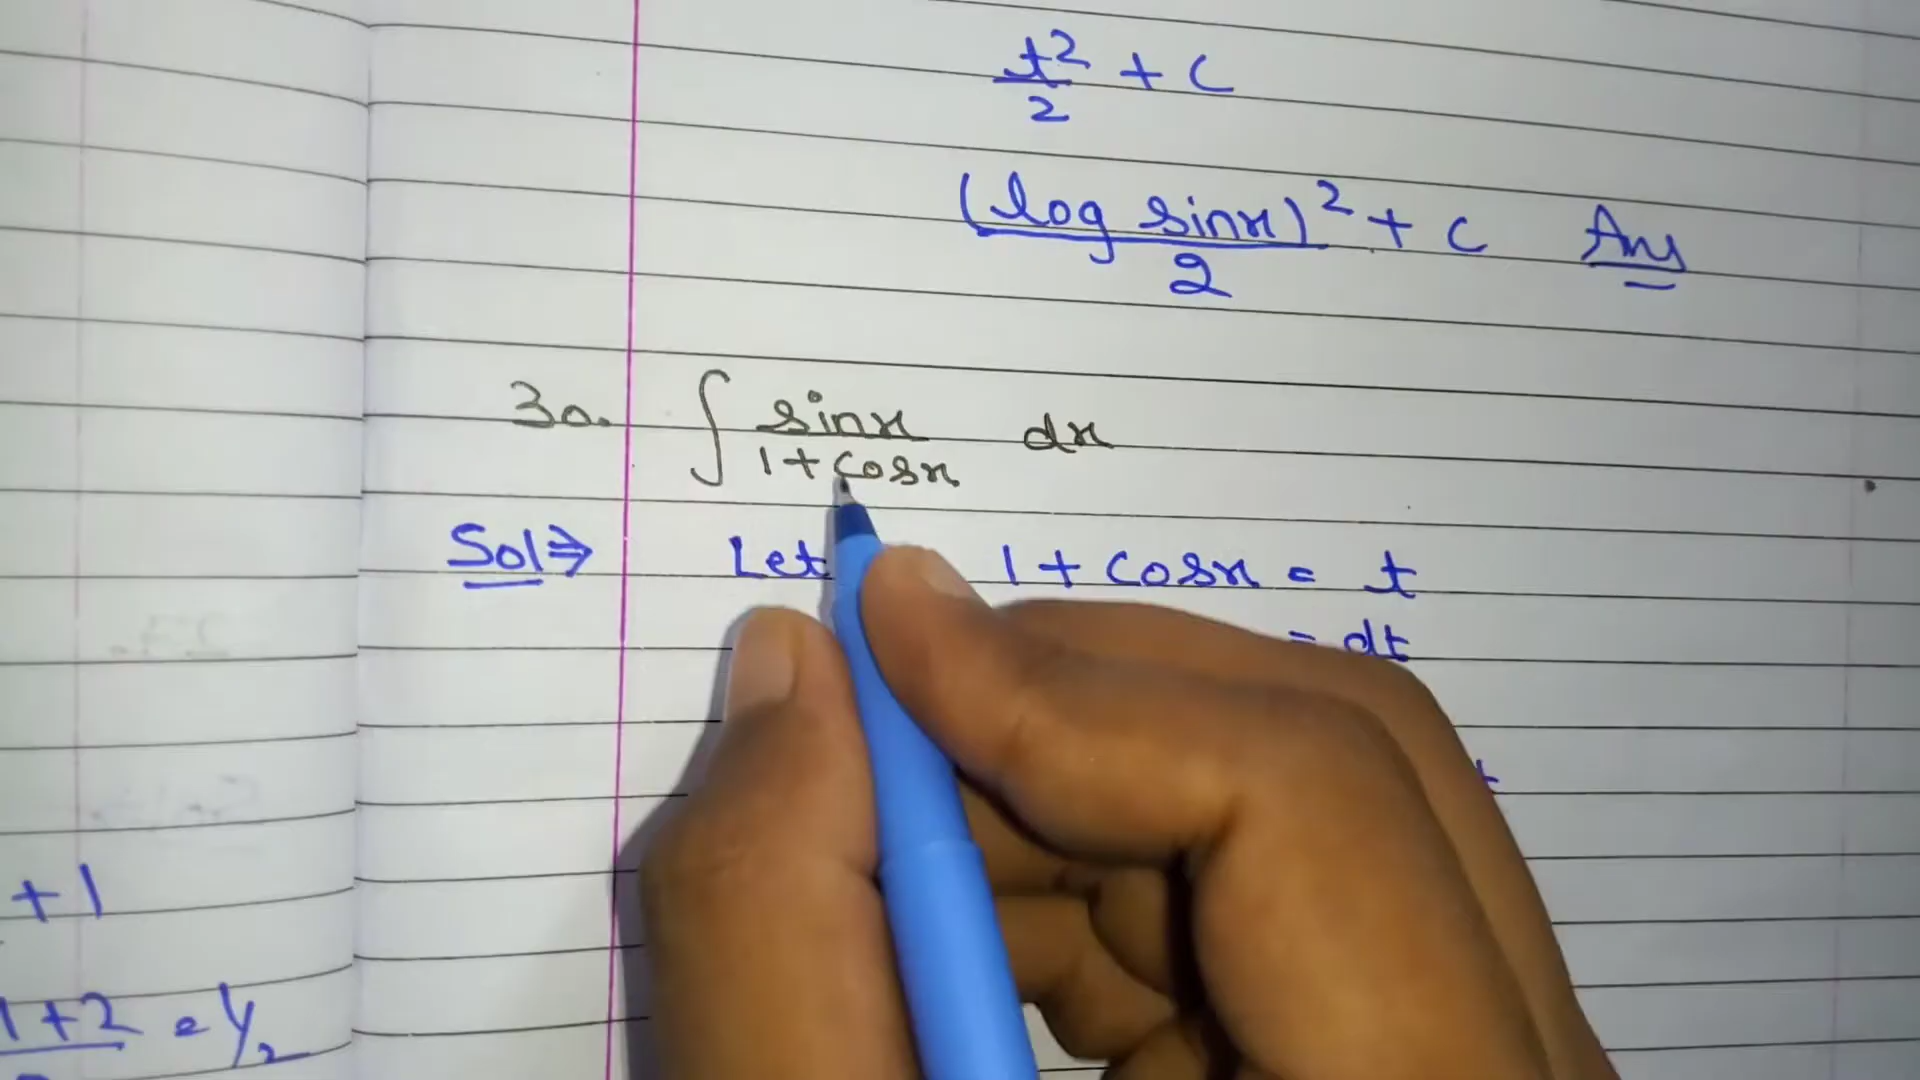 t²/2 + C
(log sinx)²/2 + C Ans
30. ∫ sinx/1+cosx dx
Sol⇒ Let 1 + cosx = t
= dt
t
+ 1
1+2 = 1/2